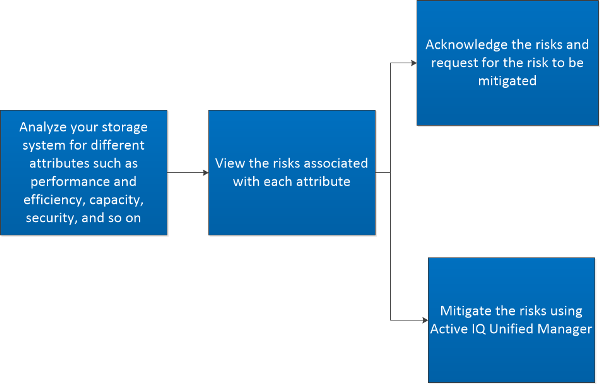 Analyze your storage
system for different
attributes such as
performance and
efficiency, capacity,
security, and so on
View the risks associated
with each attribute
Acknowledge the risks and
request for the risk to be
mitigated
Mitigate the risks using
Active IQ Unified Manager